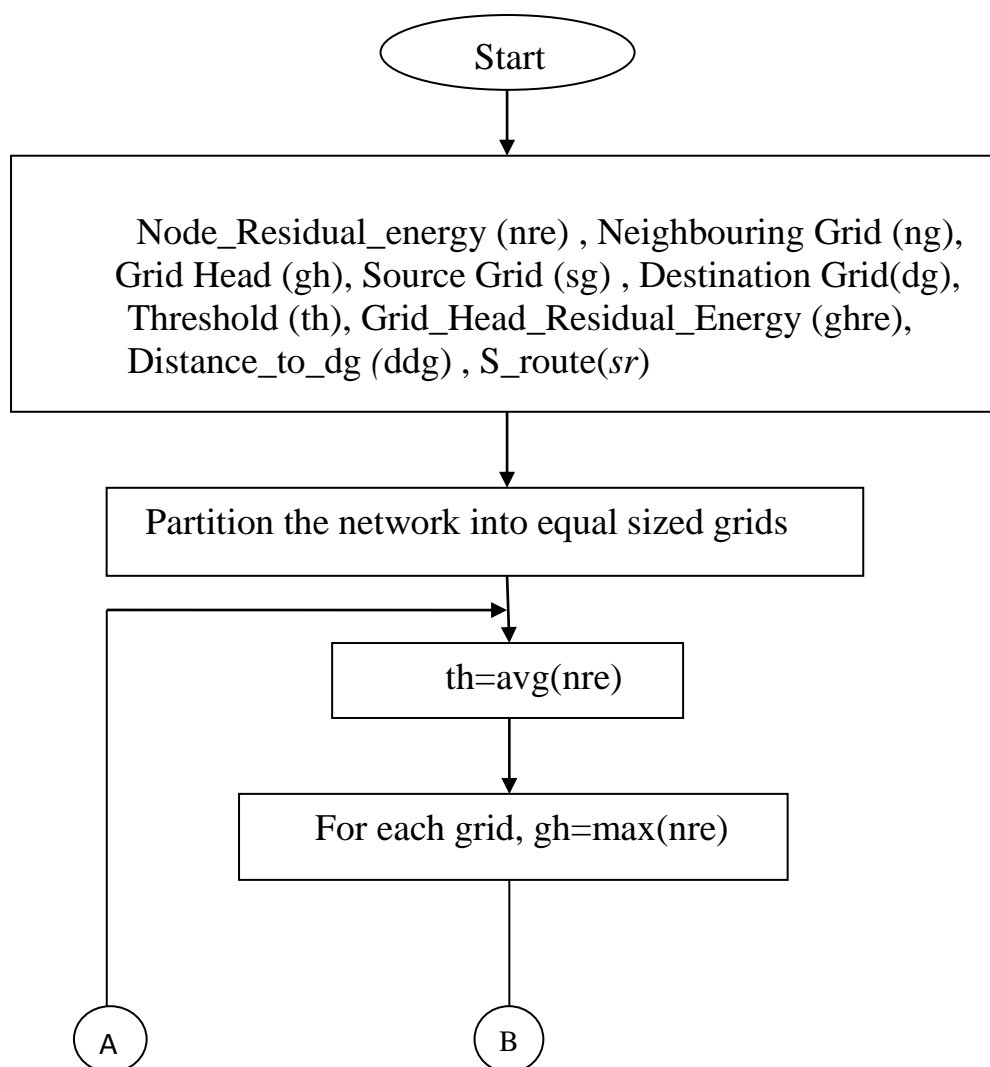 Start
Node_Residual_energy (nre) , Neighbouring Grid (ng),
Grid Head (gh), Source Grid (sg) , Destination Grid(dg),
Threshold (th), Grid_Head_Residual_Energy (ghre),
Distance_to_dg (ddg) , S_route(sr)
Partition the network into equal sized grids
th=avg(nre)
For each grid, gh=max(nre)
A
B